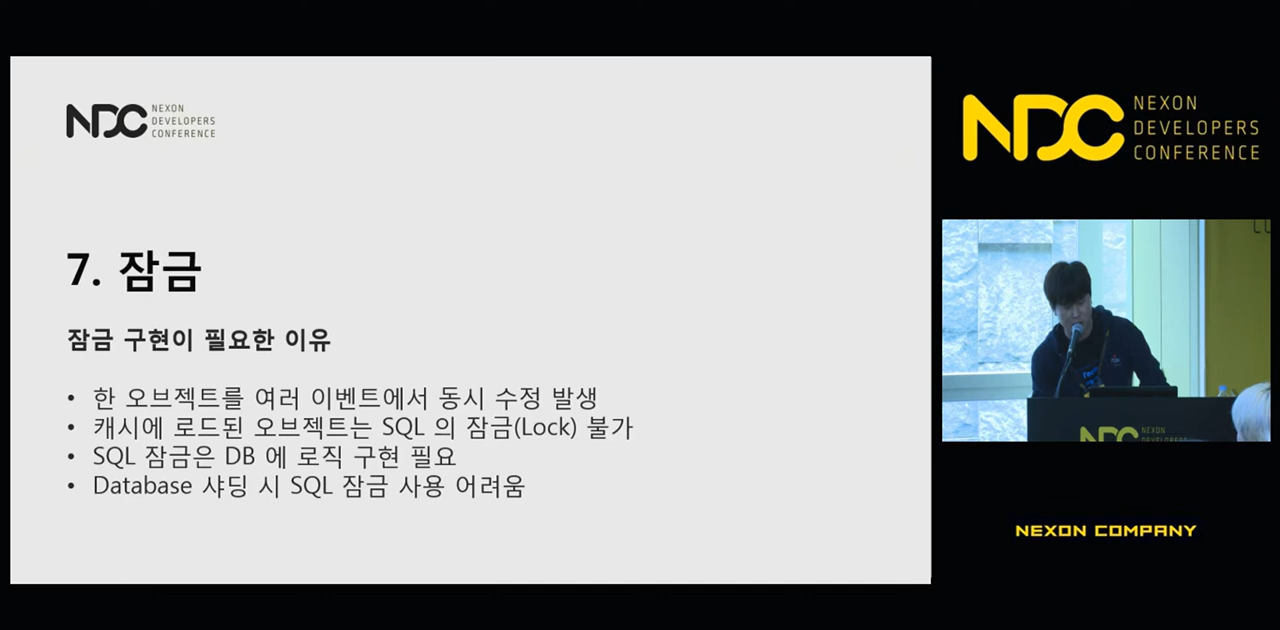 NDC NEXON
DEVELOPERS
CONFERENCE
7. 잠금
잠금 구현이 필요한 이유
• 한 오브젝트를 여러 이벤트에서 동시 수정 발생
• 캐시에 로드된 오브젝트는 SQL 의 잠금(Lock) 불가
• SQL 잠금은 DB 에 로직 구현 필요
• Database 샤딩 시 SQL 잠금 사용 어려움
NDC NEXON
DEVELOPERS
CONFERENCE
NDC NEXON
DEVELOPERS
NEXON COMPANY